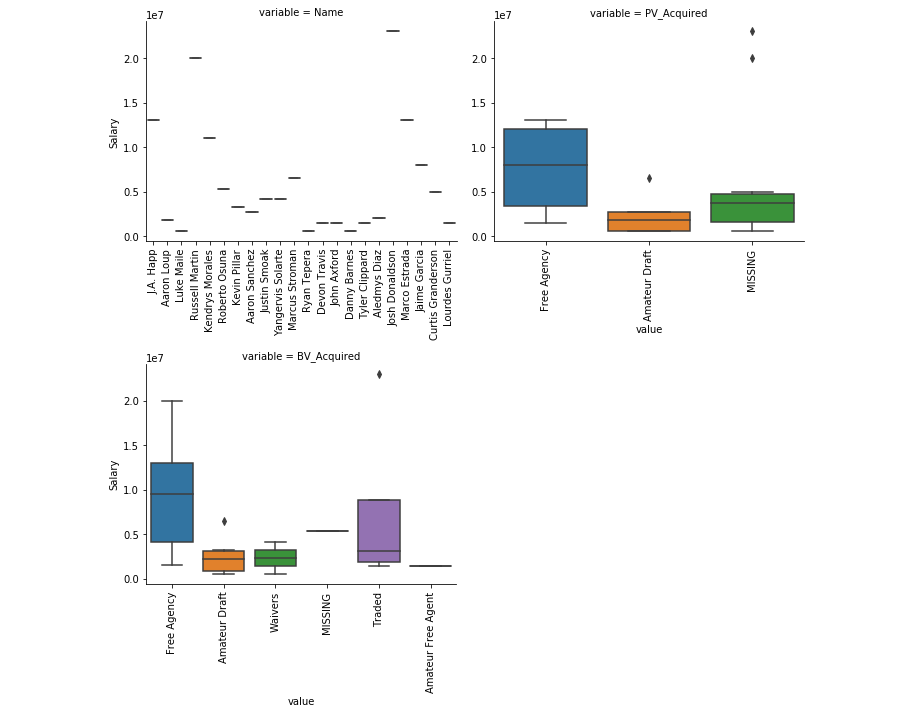 variable = Name
1e7
Salary
2.0
1.5
1.0
0.5
0.0
J.A. Happ
Aaron Loup
Luke Maile
Russell Martin
Kendrys Morales
Roberto Osuna
Kevin Pillar
Aaron Sanchez
Justin Smoak
Yangervis Solarte
Marcus Stroman
Ryan Tepera
Devon Travis
John Axford
Danny Barnes
Tyler Clippard
Aledmys Diaz
Josh Donaldson
Marco Estrada
Jaime Garcia
Curtis Granderson
Lourdes Gurriel
variable = PV_Acquired
1e7
2.0
1.5
1.0
0.5
0.0
Free Agency
Amateur Draft
MISSING
value
variable = BV_Acquired
1e7
Salary
2.0
1.5
1.0
0.5
0.0
Free Agency
Amateur Draft
Waivers
MISSING
Traded
Amateur Free Agent
value